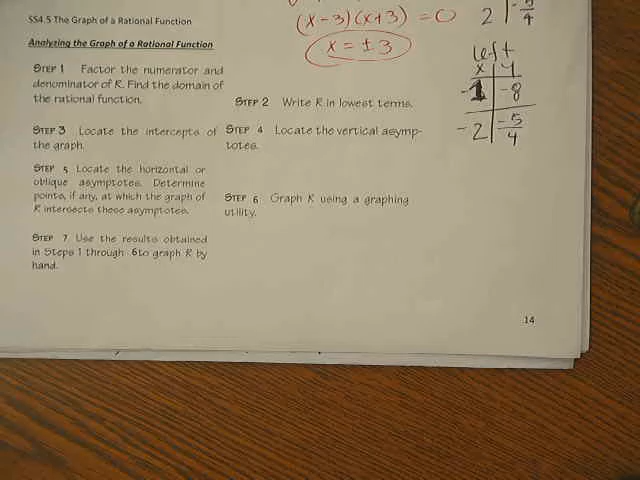 (x-3)(x+3) = 0
x = ±3
2 | -5/4
left
x | y
-1 | -8
-2 | -5/4
SS4.5 The Graph of a Rational Function
Analyzing the Graph of a Rational Function
STEP 1 Factor the numerator and
denominator of R. Find the domain of
the rational function.
STEP 2 Write R in lowest terms.
STEP 3 Locate the intercepts of
the graph.
STEP 4 Locate the vertical asymp-
totes.
STEP 5 Locate the horizontal or
oblique asymptotes. Determine
points, if any, at which the graph of
R intersects these asymptotes.
STEP 6 Graph R using a graphing
utility.
STEP 7 Use the results obtained
in Steps 1 through 6 to graph R by
hand.
14